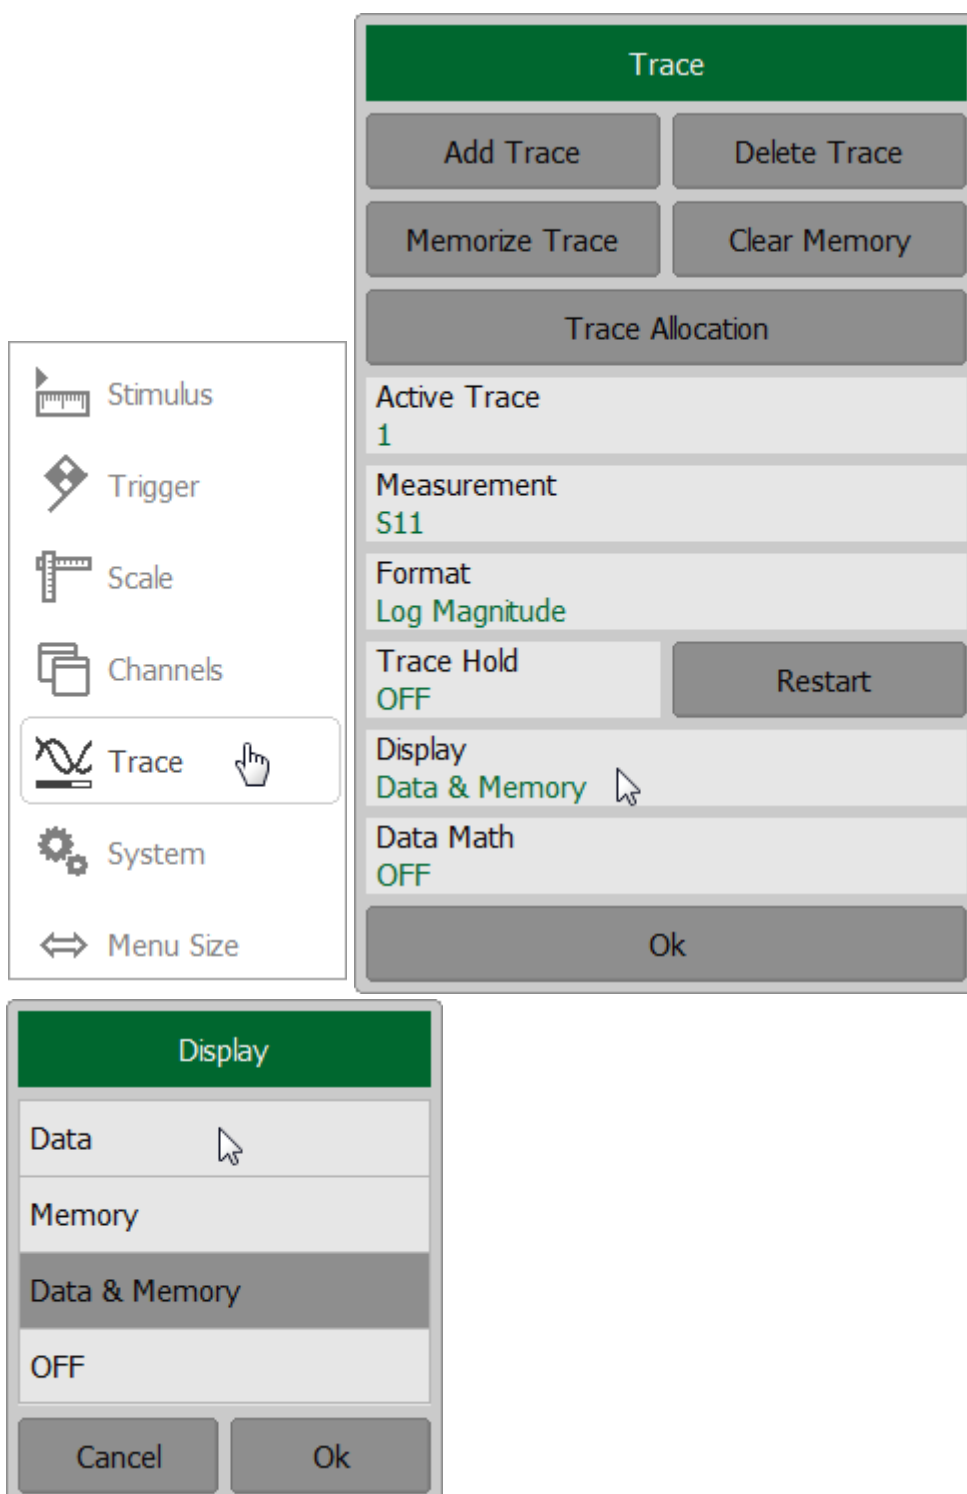 Stimulus
Trigger
Scale
Channels
Trace
System
Menu Size
Trace
Add Trace
Delete Trace
Memorize Trace
Clear Memory
Trace Allocation
Active Trace
1
Measurement
S11
Format
Log Magnitude
Trace Hold
OFF
Restart
Display
Data & Memory
Data Math
OFF
Ok
Display
Data
Memory
Data & Memory
OFF
Cancel
Ok